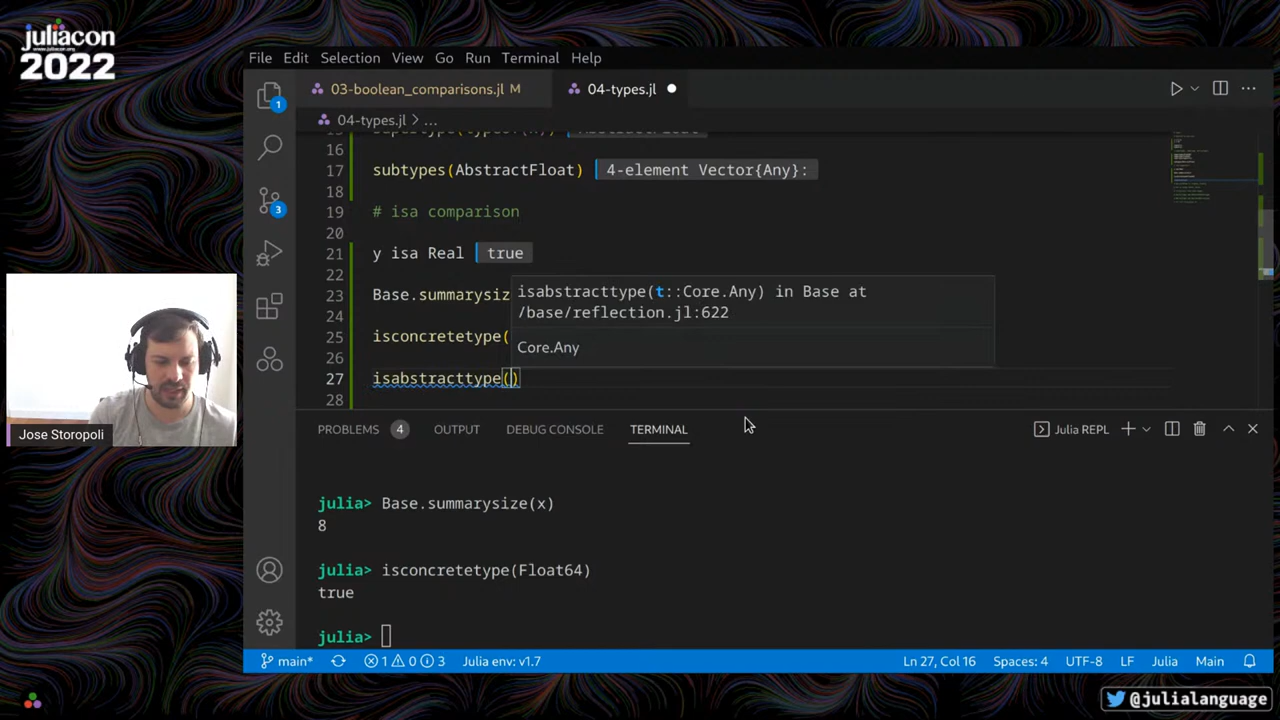 juliacon
www.juliacon.org
2022
File Edit Selection View Go Run Terminal Help
03-boolean_comparisons.jl M
04-types.jl
04-types.jl > ...
16
17 subtypes(AbstractFloat) 4-element Vector{Any}:
18
19 # isa comparison
20
21 y isa Real true
22
23 Base.summarysiz
isabstracttype(t::Core.Any) in Base at
/base/reflection.jl:622
25 isconcretetype(
Core.Any
26
27 isabstracttype()
28
PROBLEMS 4 OUTPUT DEBUG CONSOLE TERMINAL Julia REPL
julia> Base.summarysize(x)
8
julia> isconcretetype(Float64)
true
julia>
1
3
Jose Storopoli
main* 1 0 3 Julia env: v1.7 Ln 27, Col 16 Spaces: 4 UTF-8 LF Julia Main
@julialanguage